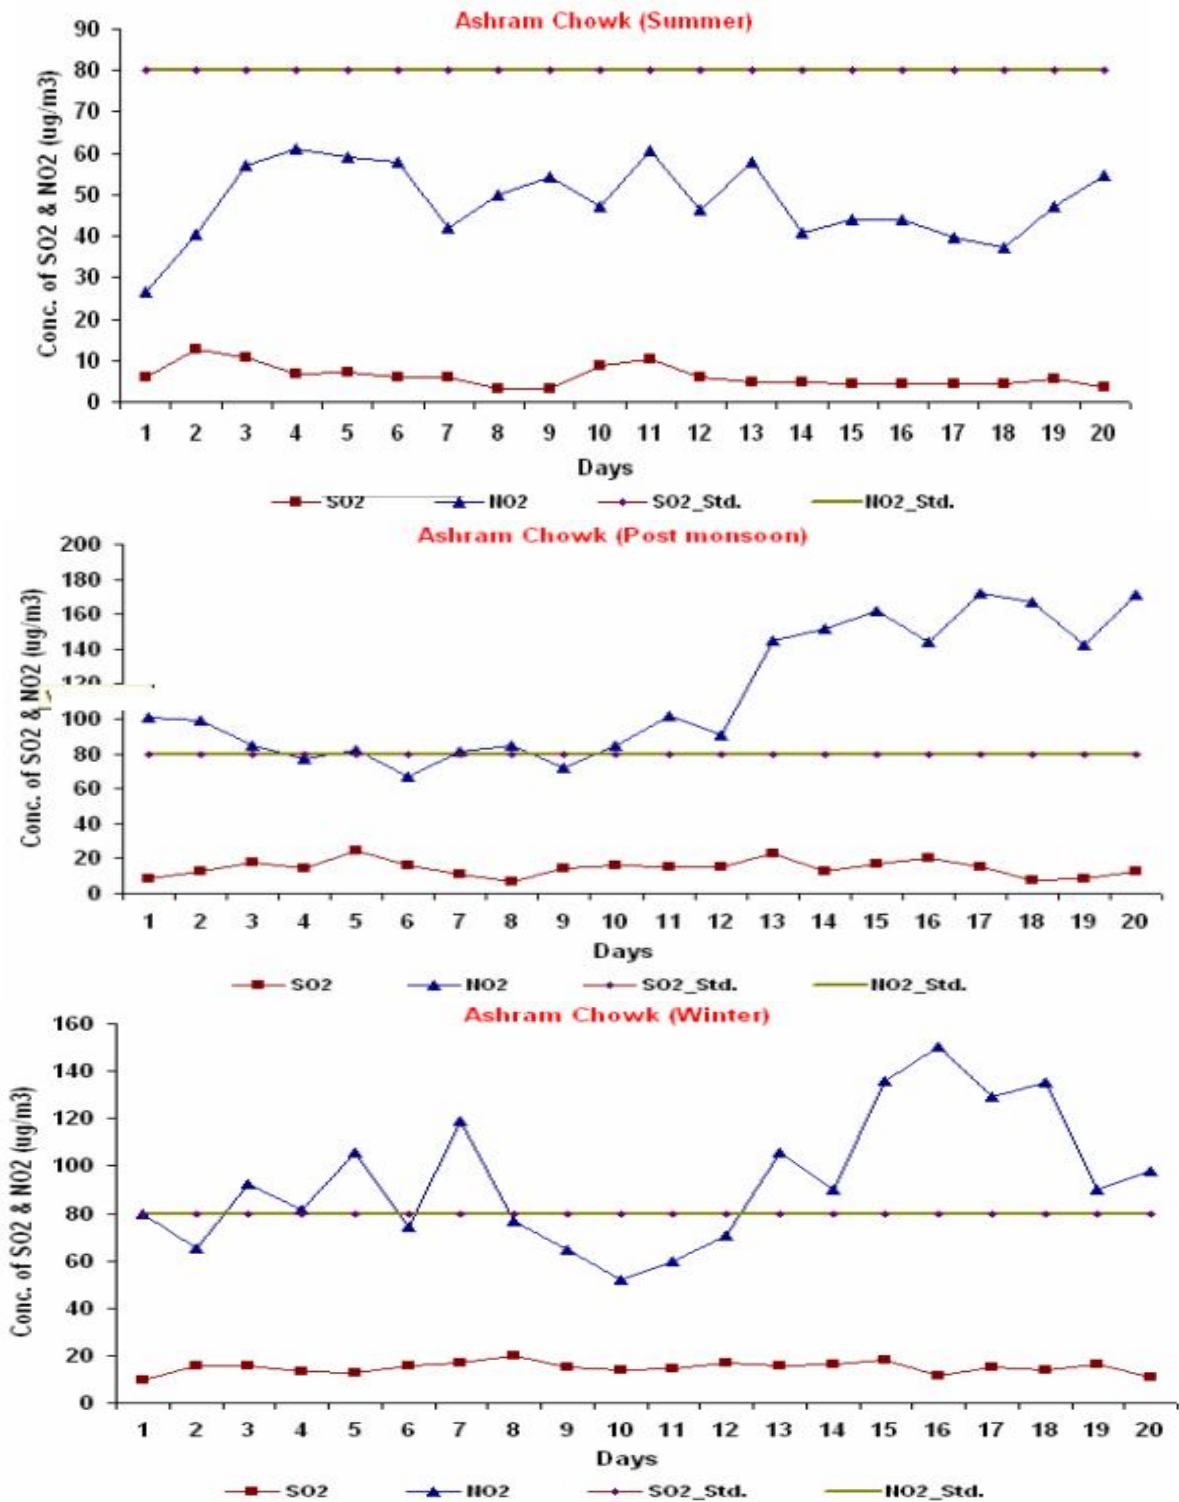 Ashram Chowk (Summer)
Conc. of SO2 & NO2 (ug/m3)
90
80
70
60
50
40
30
20
10
0
1 2 3 4 5 6 7 8 9 10 11 12 13 14 15 16 17 18 19 20
Days
SO2 NO2 SO2_Std. NO2_Std.
Ashram Chowk (Post monsoon)
Conc. of SO2 & NO2 (ug/m3)
200
180
160
140
120
100
80
60
40
20
0
1 2 3 4 5 6 7 8 9 10 11 12 13 14 15 16 17 18 19 20
Days
SO2 NO2 SO2_Std. NO2_Std.
Ashram Chowk (Winter)
Conc. of SO2 & NO2 (ug/m3)
160
140
120
100
80
60
40
20
0
1 2 3 4 5 6 7 8 9 10 11 12 13 14 15 16 17 18 19 20
Days
SO2 NO2 SO2_Std. NO2_Std.